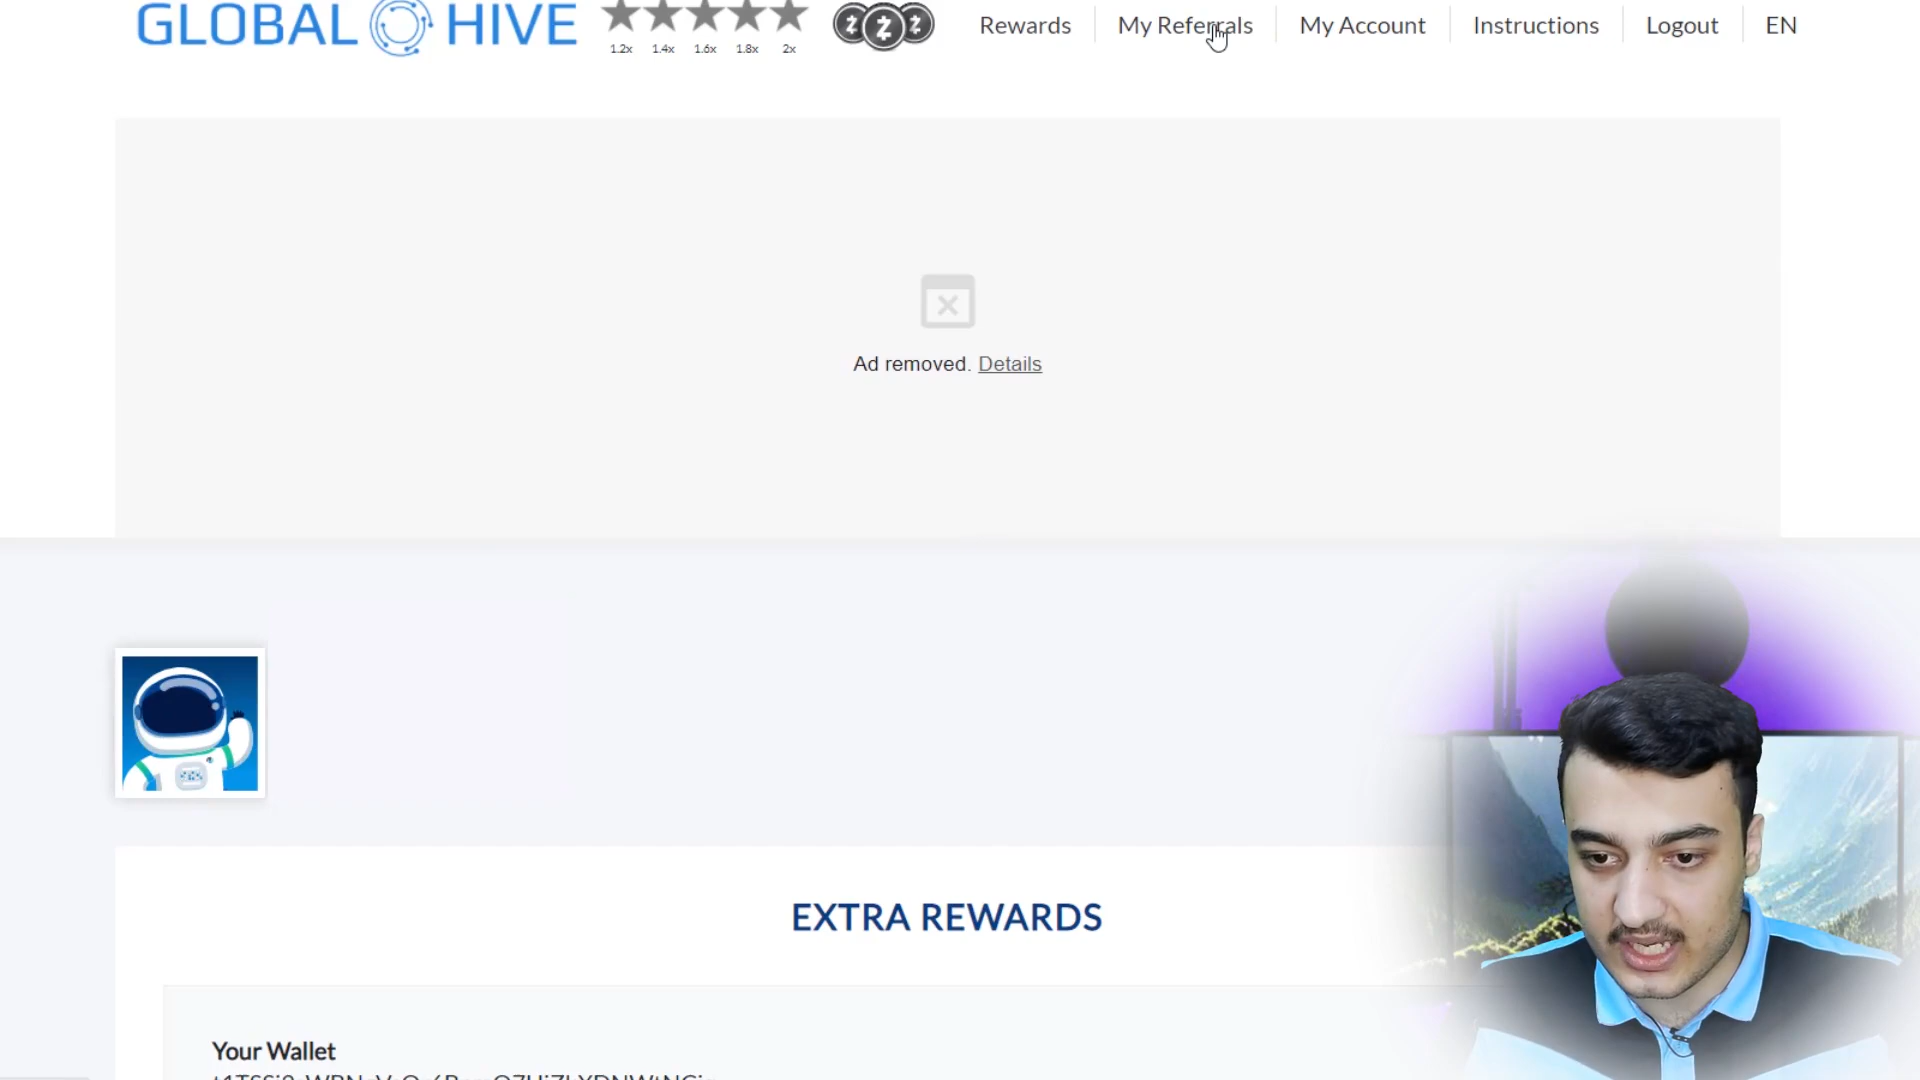 GLOBAL HIVE
1.2x 1.4x 1.6x 1.8x 2x
Rewards My Referrals My Account Instructions Logout EN
Ad removed. Details
EXTRA REWARDS
Your Wallet